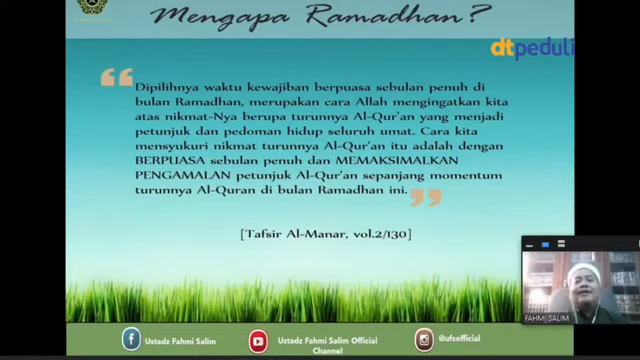 Mengapa Ramadhan?
dtpeduli
“
Dipilihnya waktu kewajiban berpuasa sebulan penuh di
bulan Ramadhan, merupakan cara Allah mengingatkan kita
atas nikmat-Nya berupa turunnya Al-Qur'an yang menjadi
petunjuk dan pedoman hidup seluruh umat. Cara kita
mensyukuri nikmat turunnya Al-Qur'an itu adalah dengan
BERPUASA sebulan penuh dan MEMAKSIMALKAN
PENGAMALAN petunjuk Al-Qur'an sepanjang momentum
turunnya Al-Quran di bulan Ramadhan ini.
”
[Tafsir Al-Manar, vol.2/130]
FAHMI SALIM
Ustadz Fahmi Salim
Ustadz Fahmi Salim Official
Channel
@ufsofficial